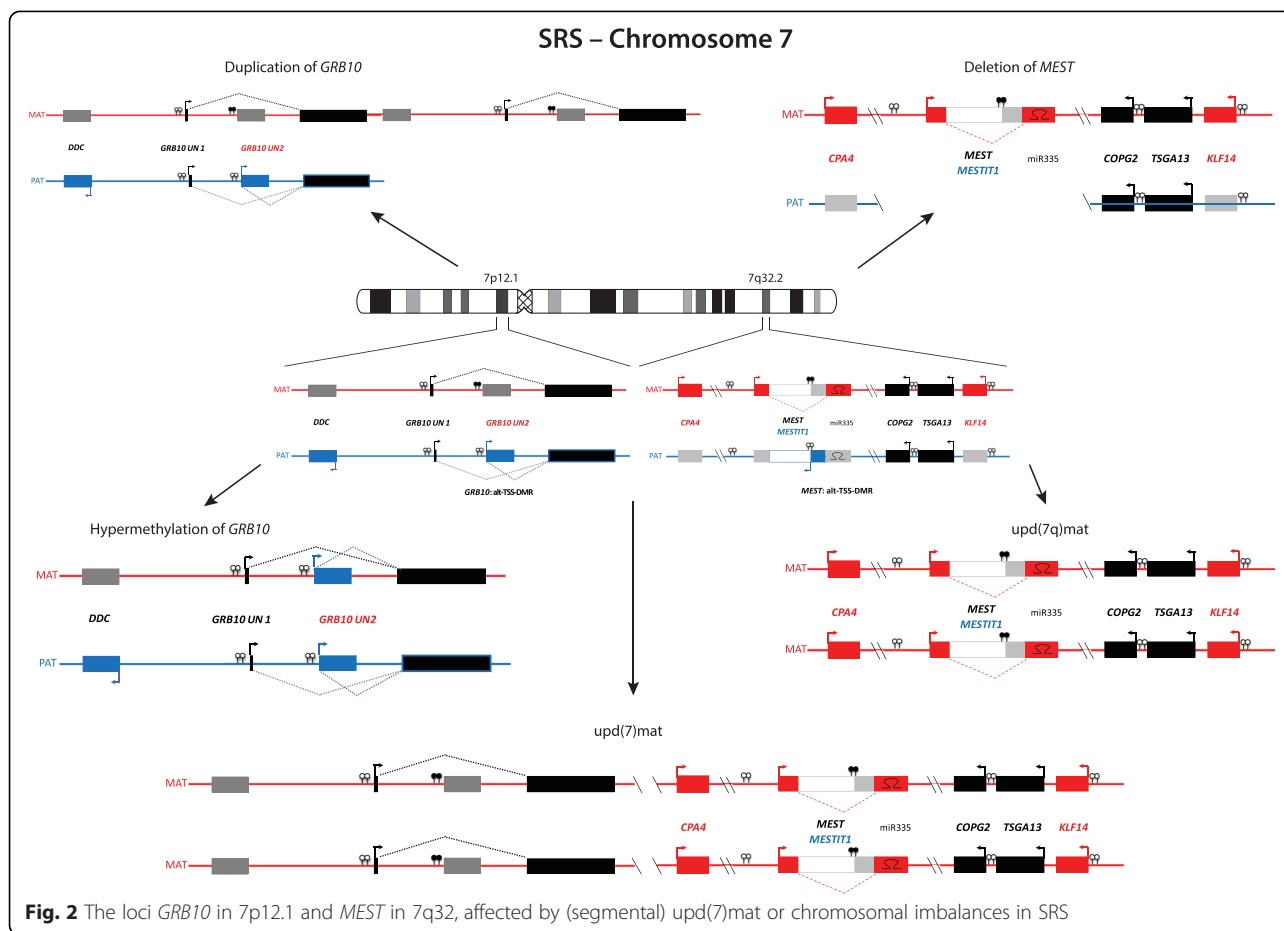 SRS – Chromosome 7
Duplication of GRB10
Deletion of MEST
MAT
DDC
GRB10 UN 1
GRB10 UN2
PAT
MAT
CPA4
MEST
MESTIT1
miR335
COPG2
TSGA13
KLF14
PAT
7p12.1
7q32.2
MAT
DDC
GRB10 UN 1
GRB10 UN2
PAT
GRB10: alt-TSS-DMR
MAT
CPA4
MEST
MESTIT1
miR335
COPG2
TSGA13
KLF14
PAT
MEST: alt-TSS-DMR
Hypermethylation of GRB10
MAT
DDC
GRB10 UN 1
GRB10 UN2
PAT
upd(7q)mat
MAT
CPA4
MEST
MESTIT1
miR335
COPG2
TSGA13
KLF14
MAT
upd(7)mat
MAT
CPA4
MEST
MESTIT1
miR335
COPG2
TSGA13
KLF14
MAT
Fig. 2 The loci GRB10 in 7p12.1 and MEST in 7q32, affected by (segmental) upd(7)mat or chromosomal imbalances in SRS